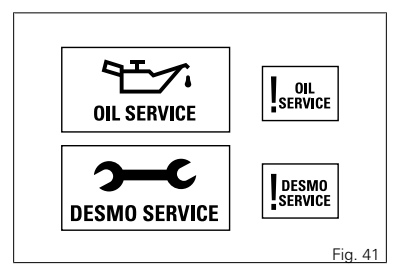 OIL SERVICE
! OIL
SERVICE
DESMO SERVICE
! DESMO
SERVICE
Fig. 41